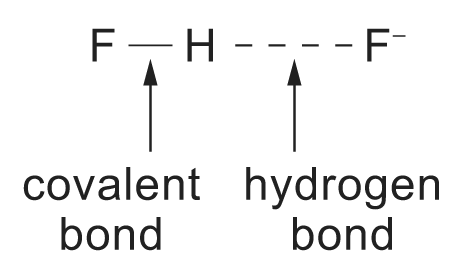 F — H - - - - F⁻
covalent hydrogen
bond bond